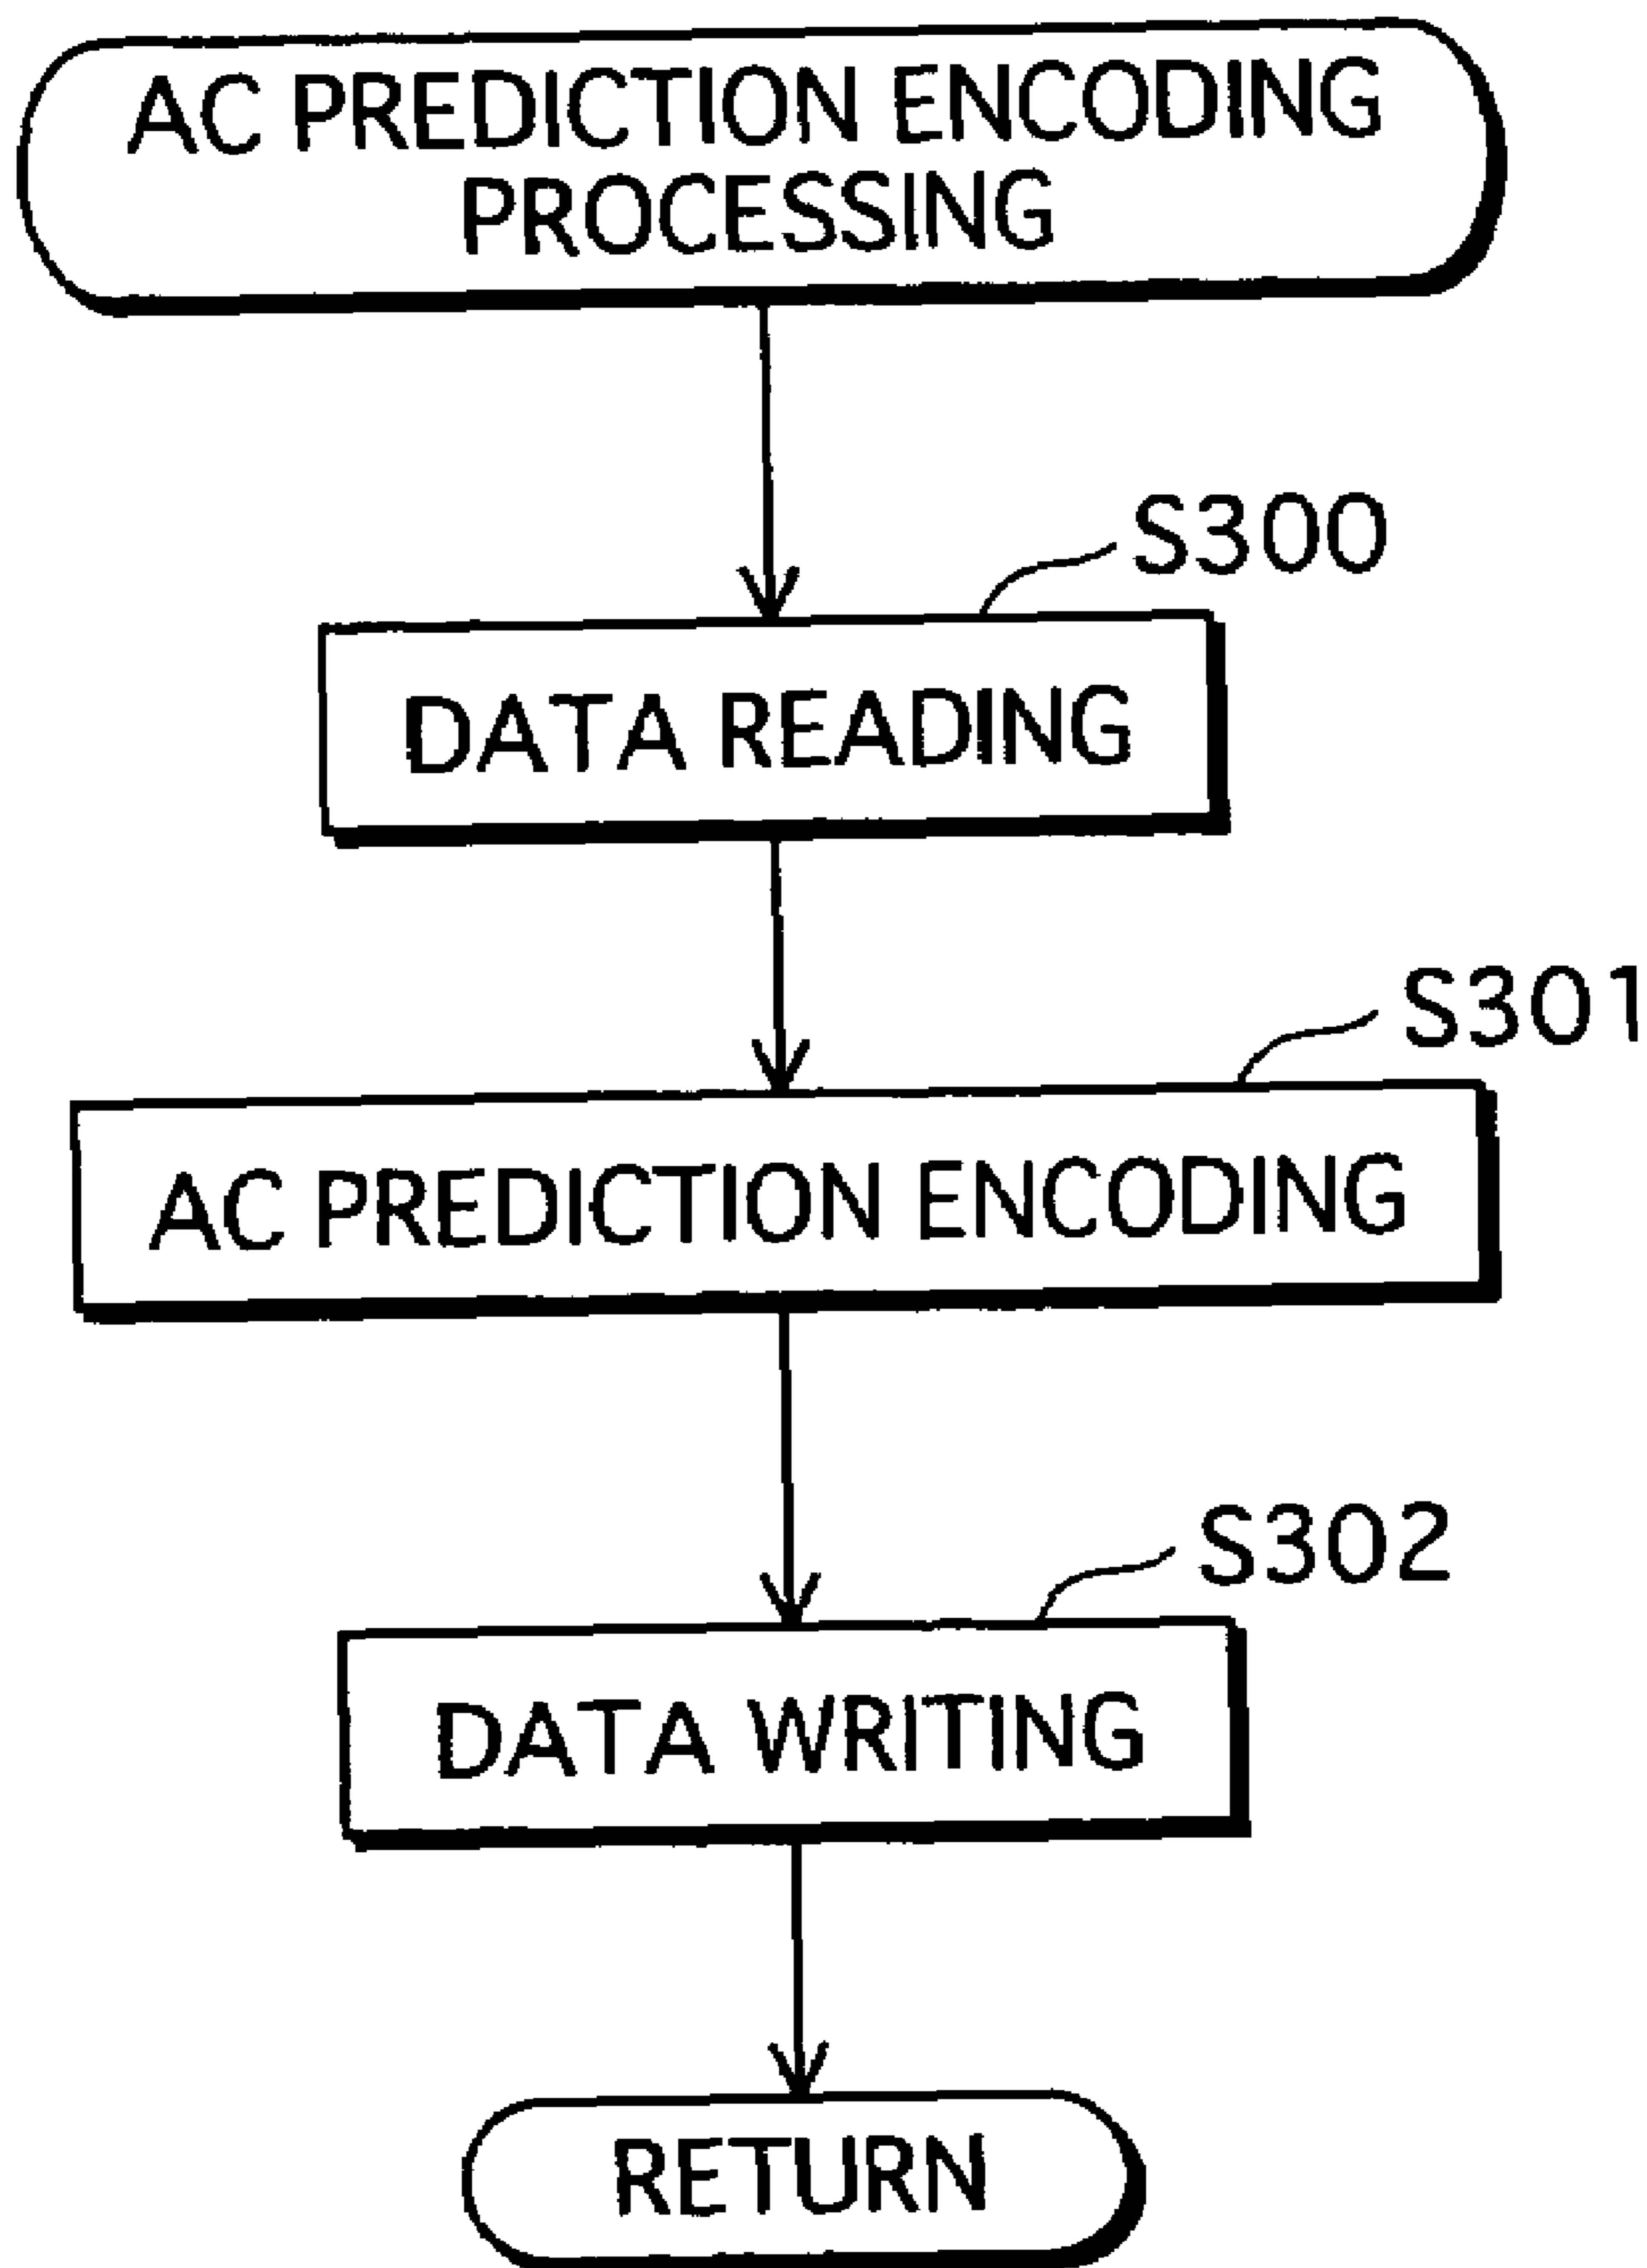 AC PREDICTION ENCODING
PROCESSING
S300
DATA READING
S301
AC PREDICTION ENCODING
S302
DATA WRITING
RETURN